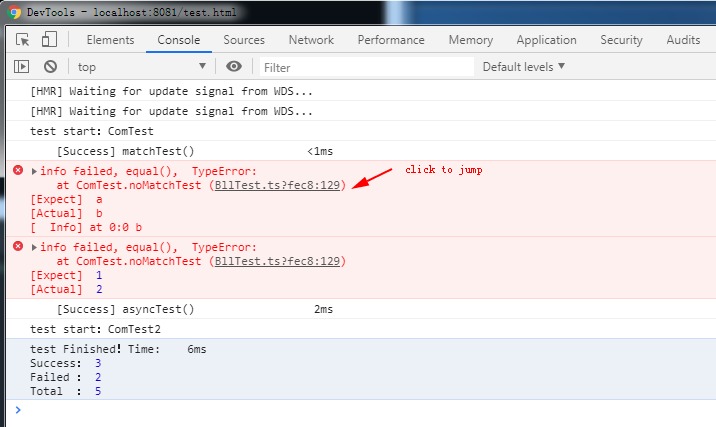 DevTools - localhost:8081/test.html
Elements Console Sources Network Performance Memory Application Security Audits
top ▼ Filter Default levels ▼
[HMR] Waiting for update signal from WDS...
[HMR] Waiting for update signal from WDS...
test start: ComTest
[Success] matchTest() <1ms
▶info failed, equal(), TypeError: click to jump
at ComTest.noMatchTest (BllTest.ts?fec8:129)
[Expect] a
[Actual] b
[ Info] at 0:0 b
▶info failed, equal(), TypeError:
at ComTest.noMatchTest (BllTest.ts?fec8:129)
[Expect] 1
[Actual] 2
[Success] asyncTest() 2ms
test start: ComTest2
test Finished! Time: 6ms
Success: 3
Failed : 2
Total : 5
>